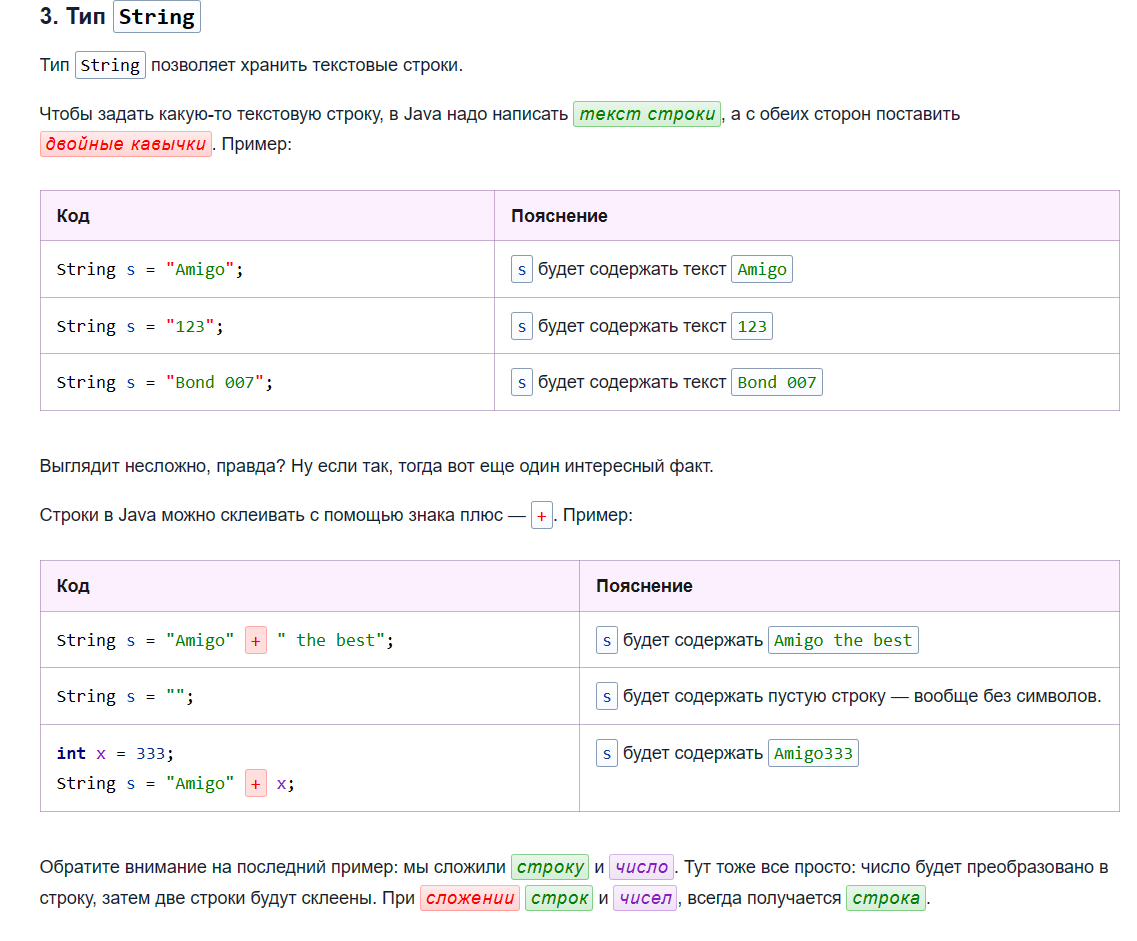 3. Тип String
Тип String позволяет хранить текстовые строки.
Чтобы задать какую-то текстовую строку, в Java надо написать текст строки, а с обеих сторон поставить
двойные кавычки. Пример:
Код Пояснение
String s = "Amigo"; s будет содержать текст Amigo
String s = "123"; s будет содержать текст 123
String s = "Bond 007"; s будет содержать текст Bond 007
Выглядит несложно, правда? Ну если так, тогда вот еще один интересный факт.
Строки в Java можно склеивать с помощью знака плюс — +. Пример:
Код Пояснение
String s = "Amigo" + " the best"; s будет содержать Amigo the best
String s = ""; s будет содержать пустую строку — вообще без символов.
int x = 333; s будет содержать Amigo333
String s = "Amigo" + x;
Обратите внимание на последний пример: мы сложили строку и число. Тут тоже все просто: число будет преобразовано в
строку, затем две строки будут склеены. При сложении строк и чисел, всегда получается строка.